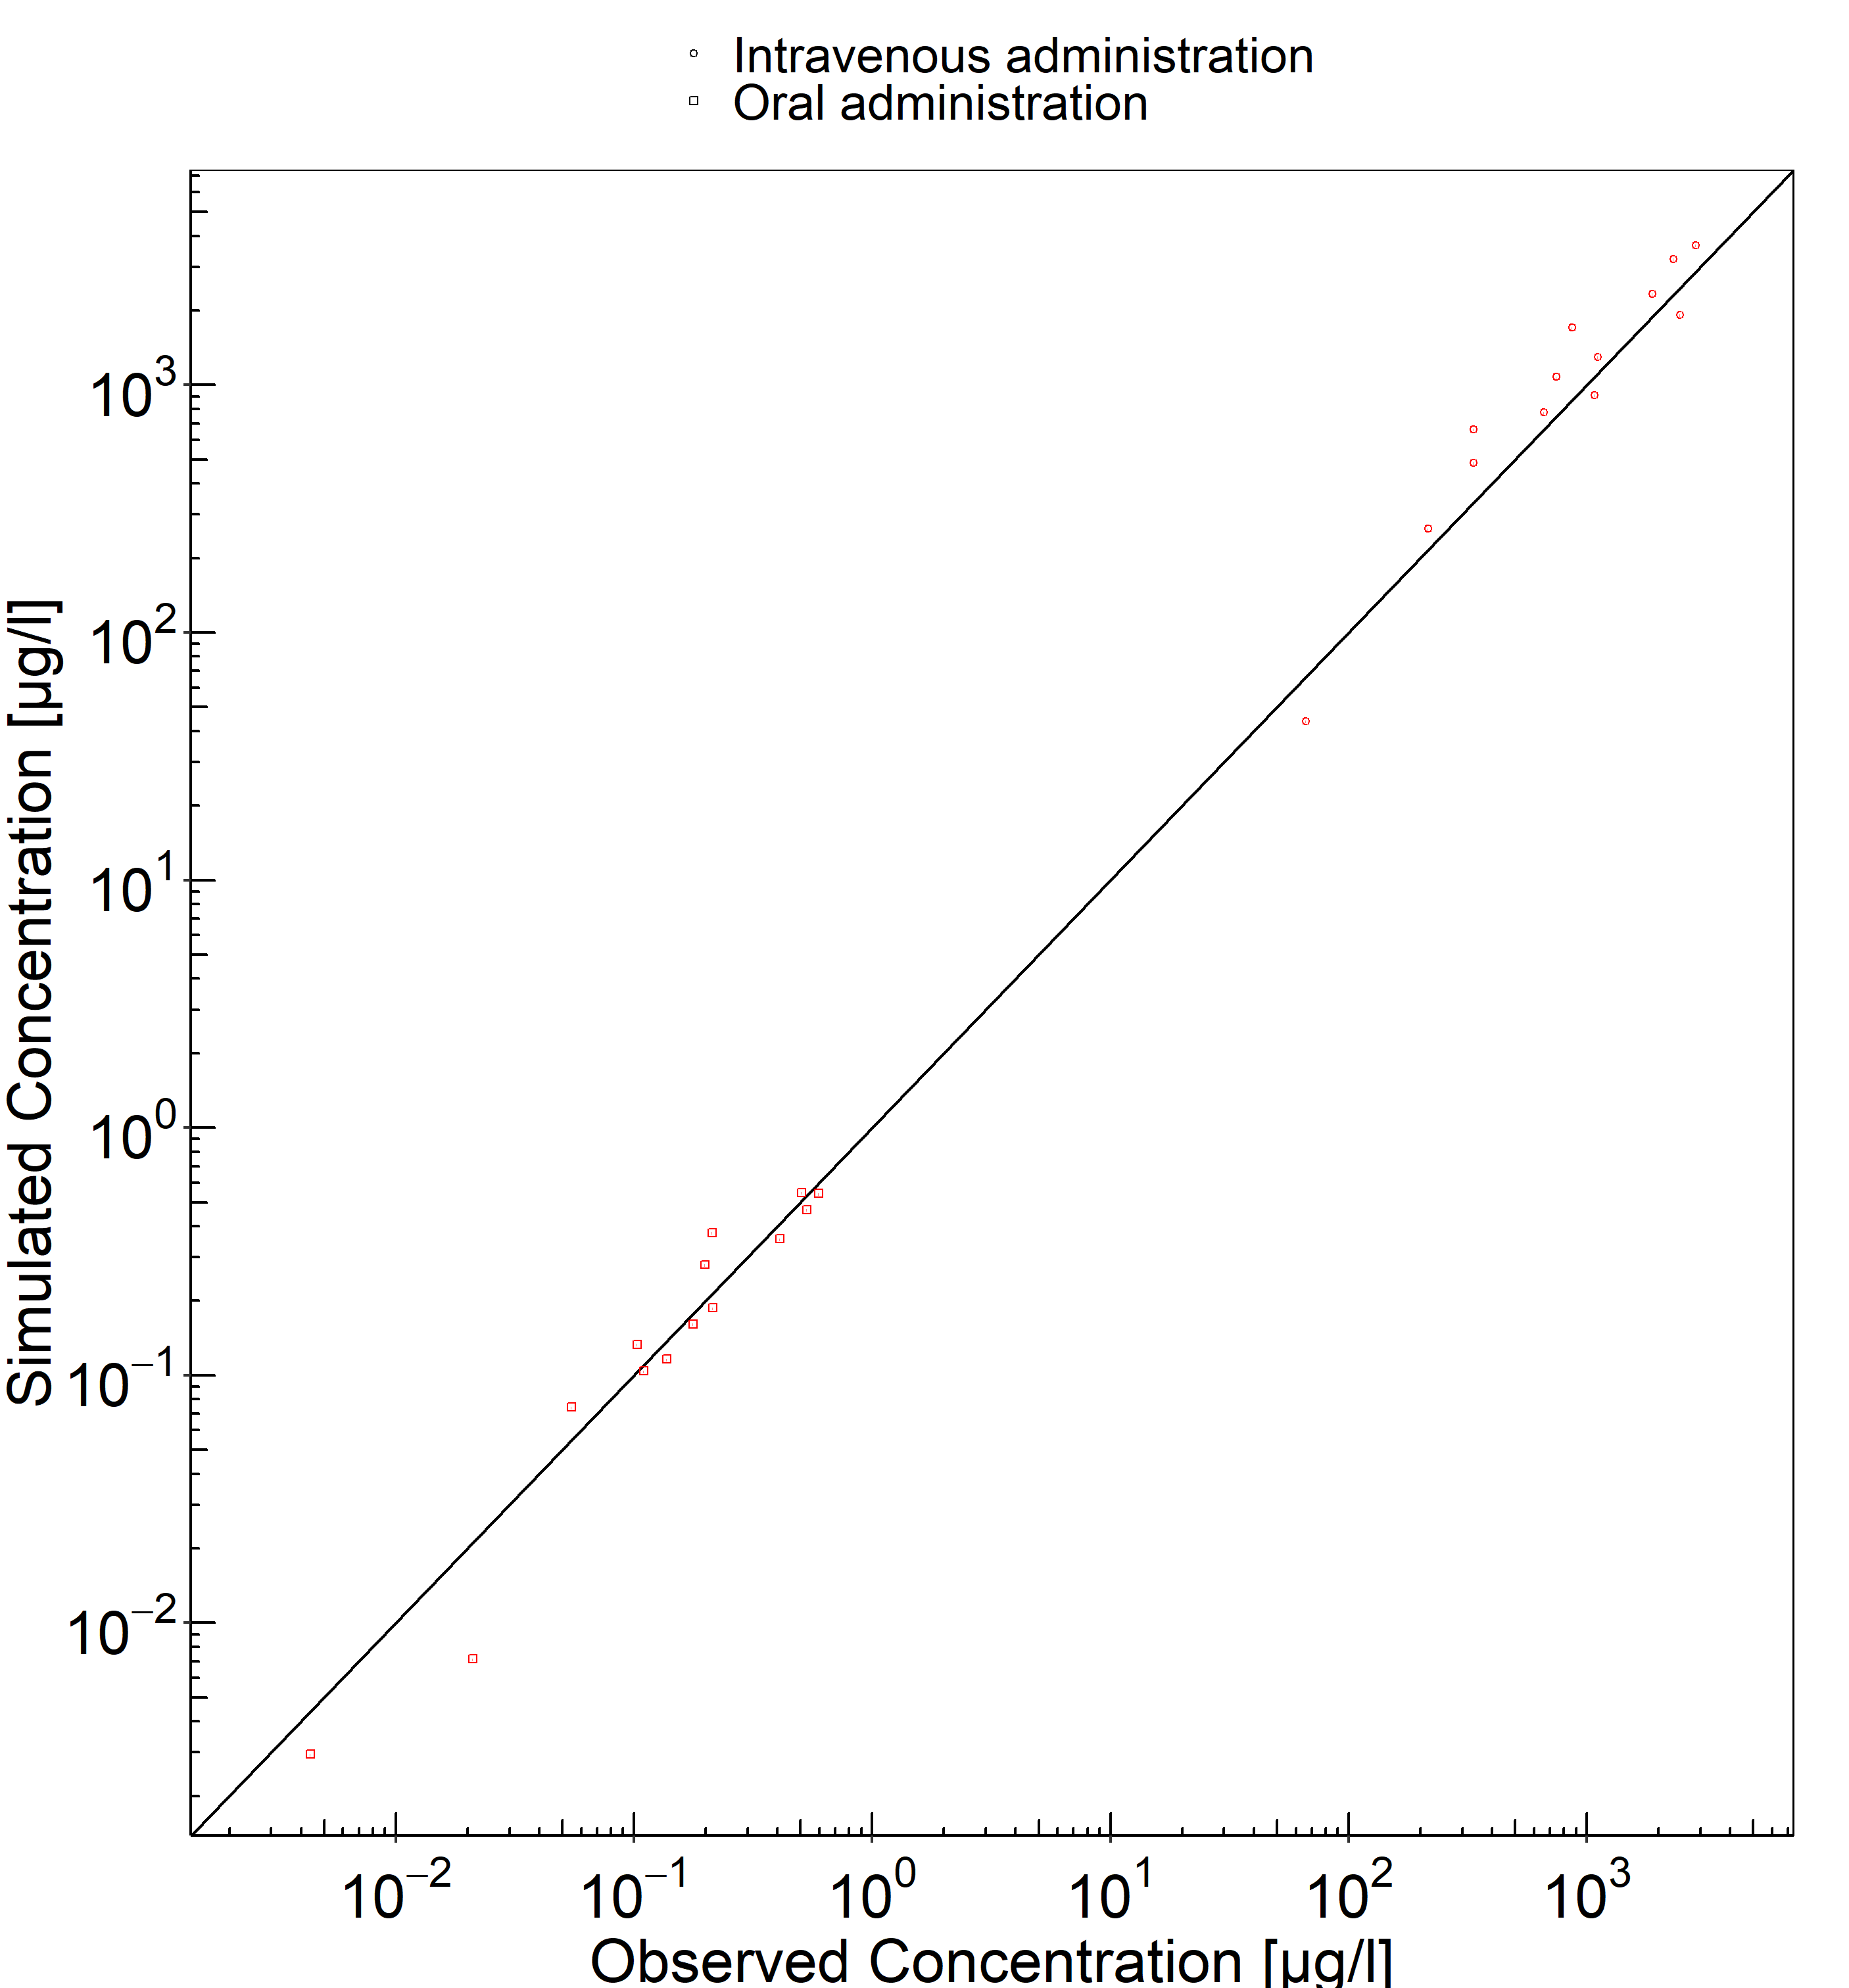 Intravenous administration
Oral administration
Simulated Concentration [µg/l]
10³
10²
10¹
10⁰
10⁻¹
10⁻²
10⁻² 10⁻¹ 10⁰ 10¹ 10² 10³
Observed Concentration [µg/l]